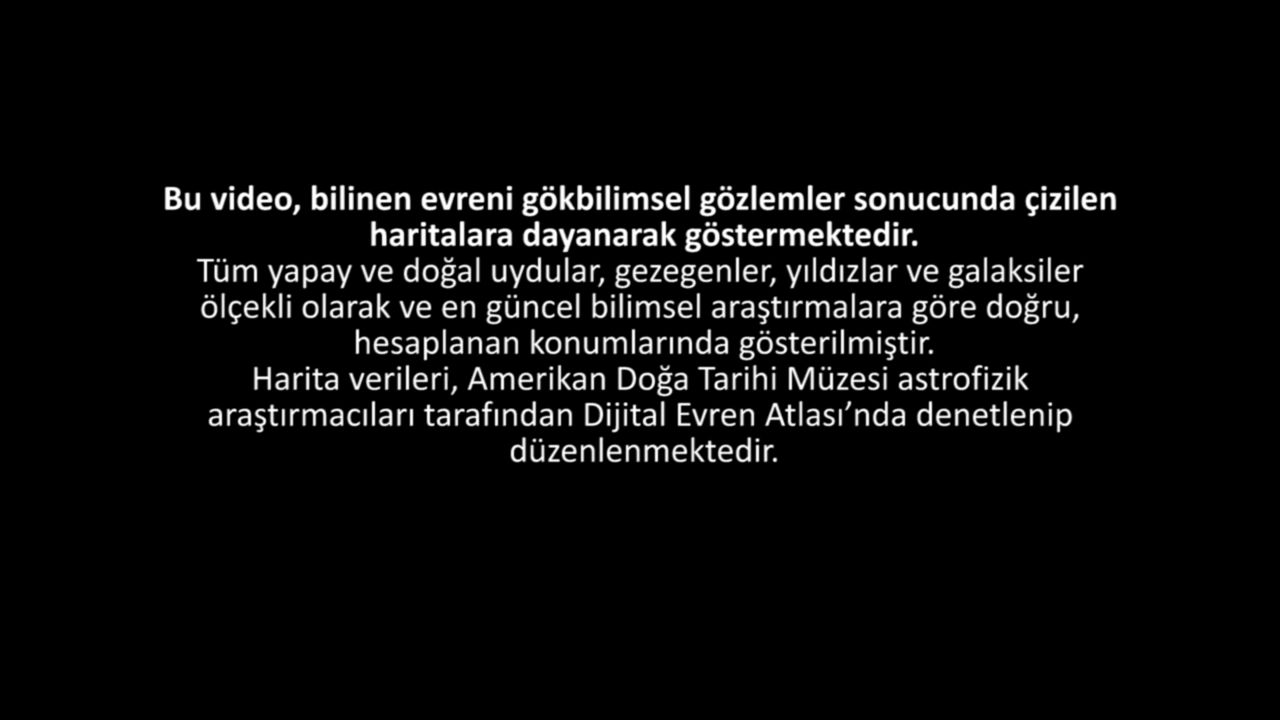 Bu video, bilinen evreni gökbilimsel gözlemler sonucunda çizilen
haritalara dayanarak göstermektedir.
Tüm yapay ve doğal uydular, gezegenler, yıldızlar ve galaksiler
ölçekli olarak ve en güncel bilimsel araştırmalara göre doğru,
hesaplanan konumlarında gösterilmiştir.
Harita verileri, Amerikan Doğa Tarihi Müzesi astrofizik
araştırmacıları tarafından Dijital Evren Atlası’nda denetlenip
düzenlenmektedir.